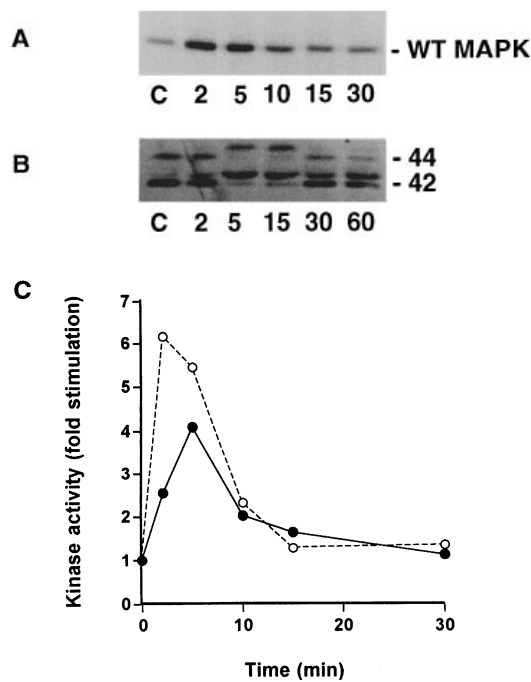 A
- WT MAPK
C 2 5 10 15 30
B
- 44
- 42
C 2 5 15 30 60
C
Kinase activity (fold stimulation)
7
6
5
4
3
2
1
0
0 10 20 30
Time (min)